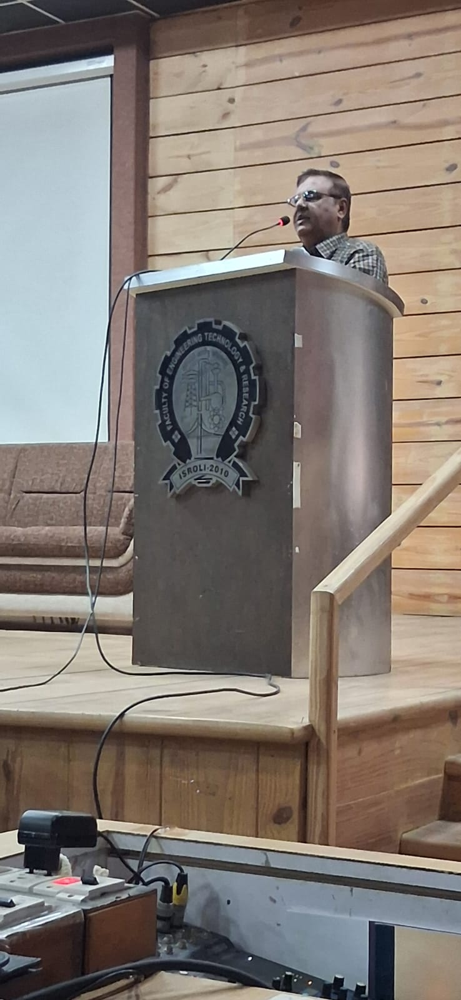 FACULTY OF ENGINEERING TECHNOLOGY & RESEARCH
ISROLI-2010